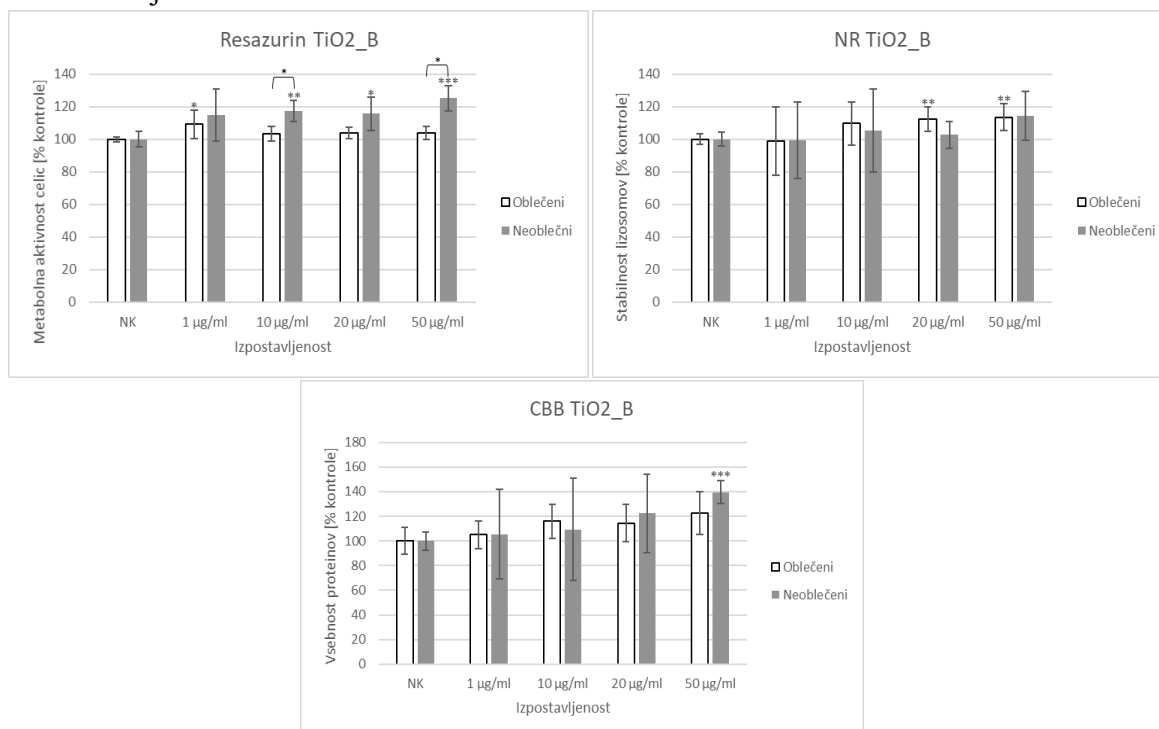 Resazurin TiO2_B
Metabolna aktivnost celic [% kontrole]
140
120
100
80
60
40
20
0
*
*
**
*
*
***
NK
1 µg/ml
10 µg/ml
20 µg/ml
50 µg/ml
Izpostavljenost
Oblečeni
Neoblečni
NR TiO2_B
Stabilnost lizosomov [% kontrole]
140
120
100
80
60
40
20
0
**
**
NK
1 µg/ml
10 µg/ml
20 µg/ml
50 µg/ml
Izpostavljenost
Oblečeni
Neoblečeni
CBB TiO2_B
Vsebnost proteinov [% kontrole]
180
160
140
120
100
80
60
40
20
0
***
NK
1 µg/ml
10 µg/ml
20 µg/ml
50 µg/ml
Izpostavljenost
Oblečeni
Neoblečeni